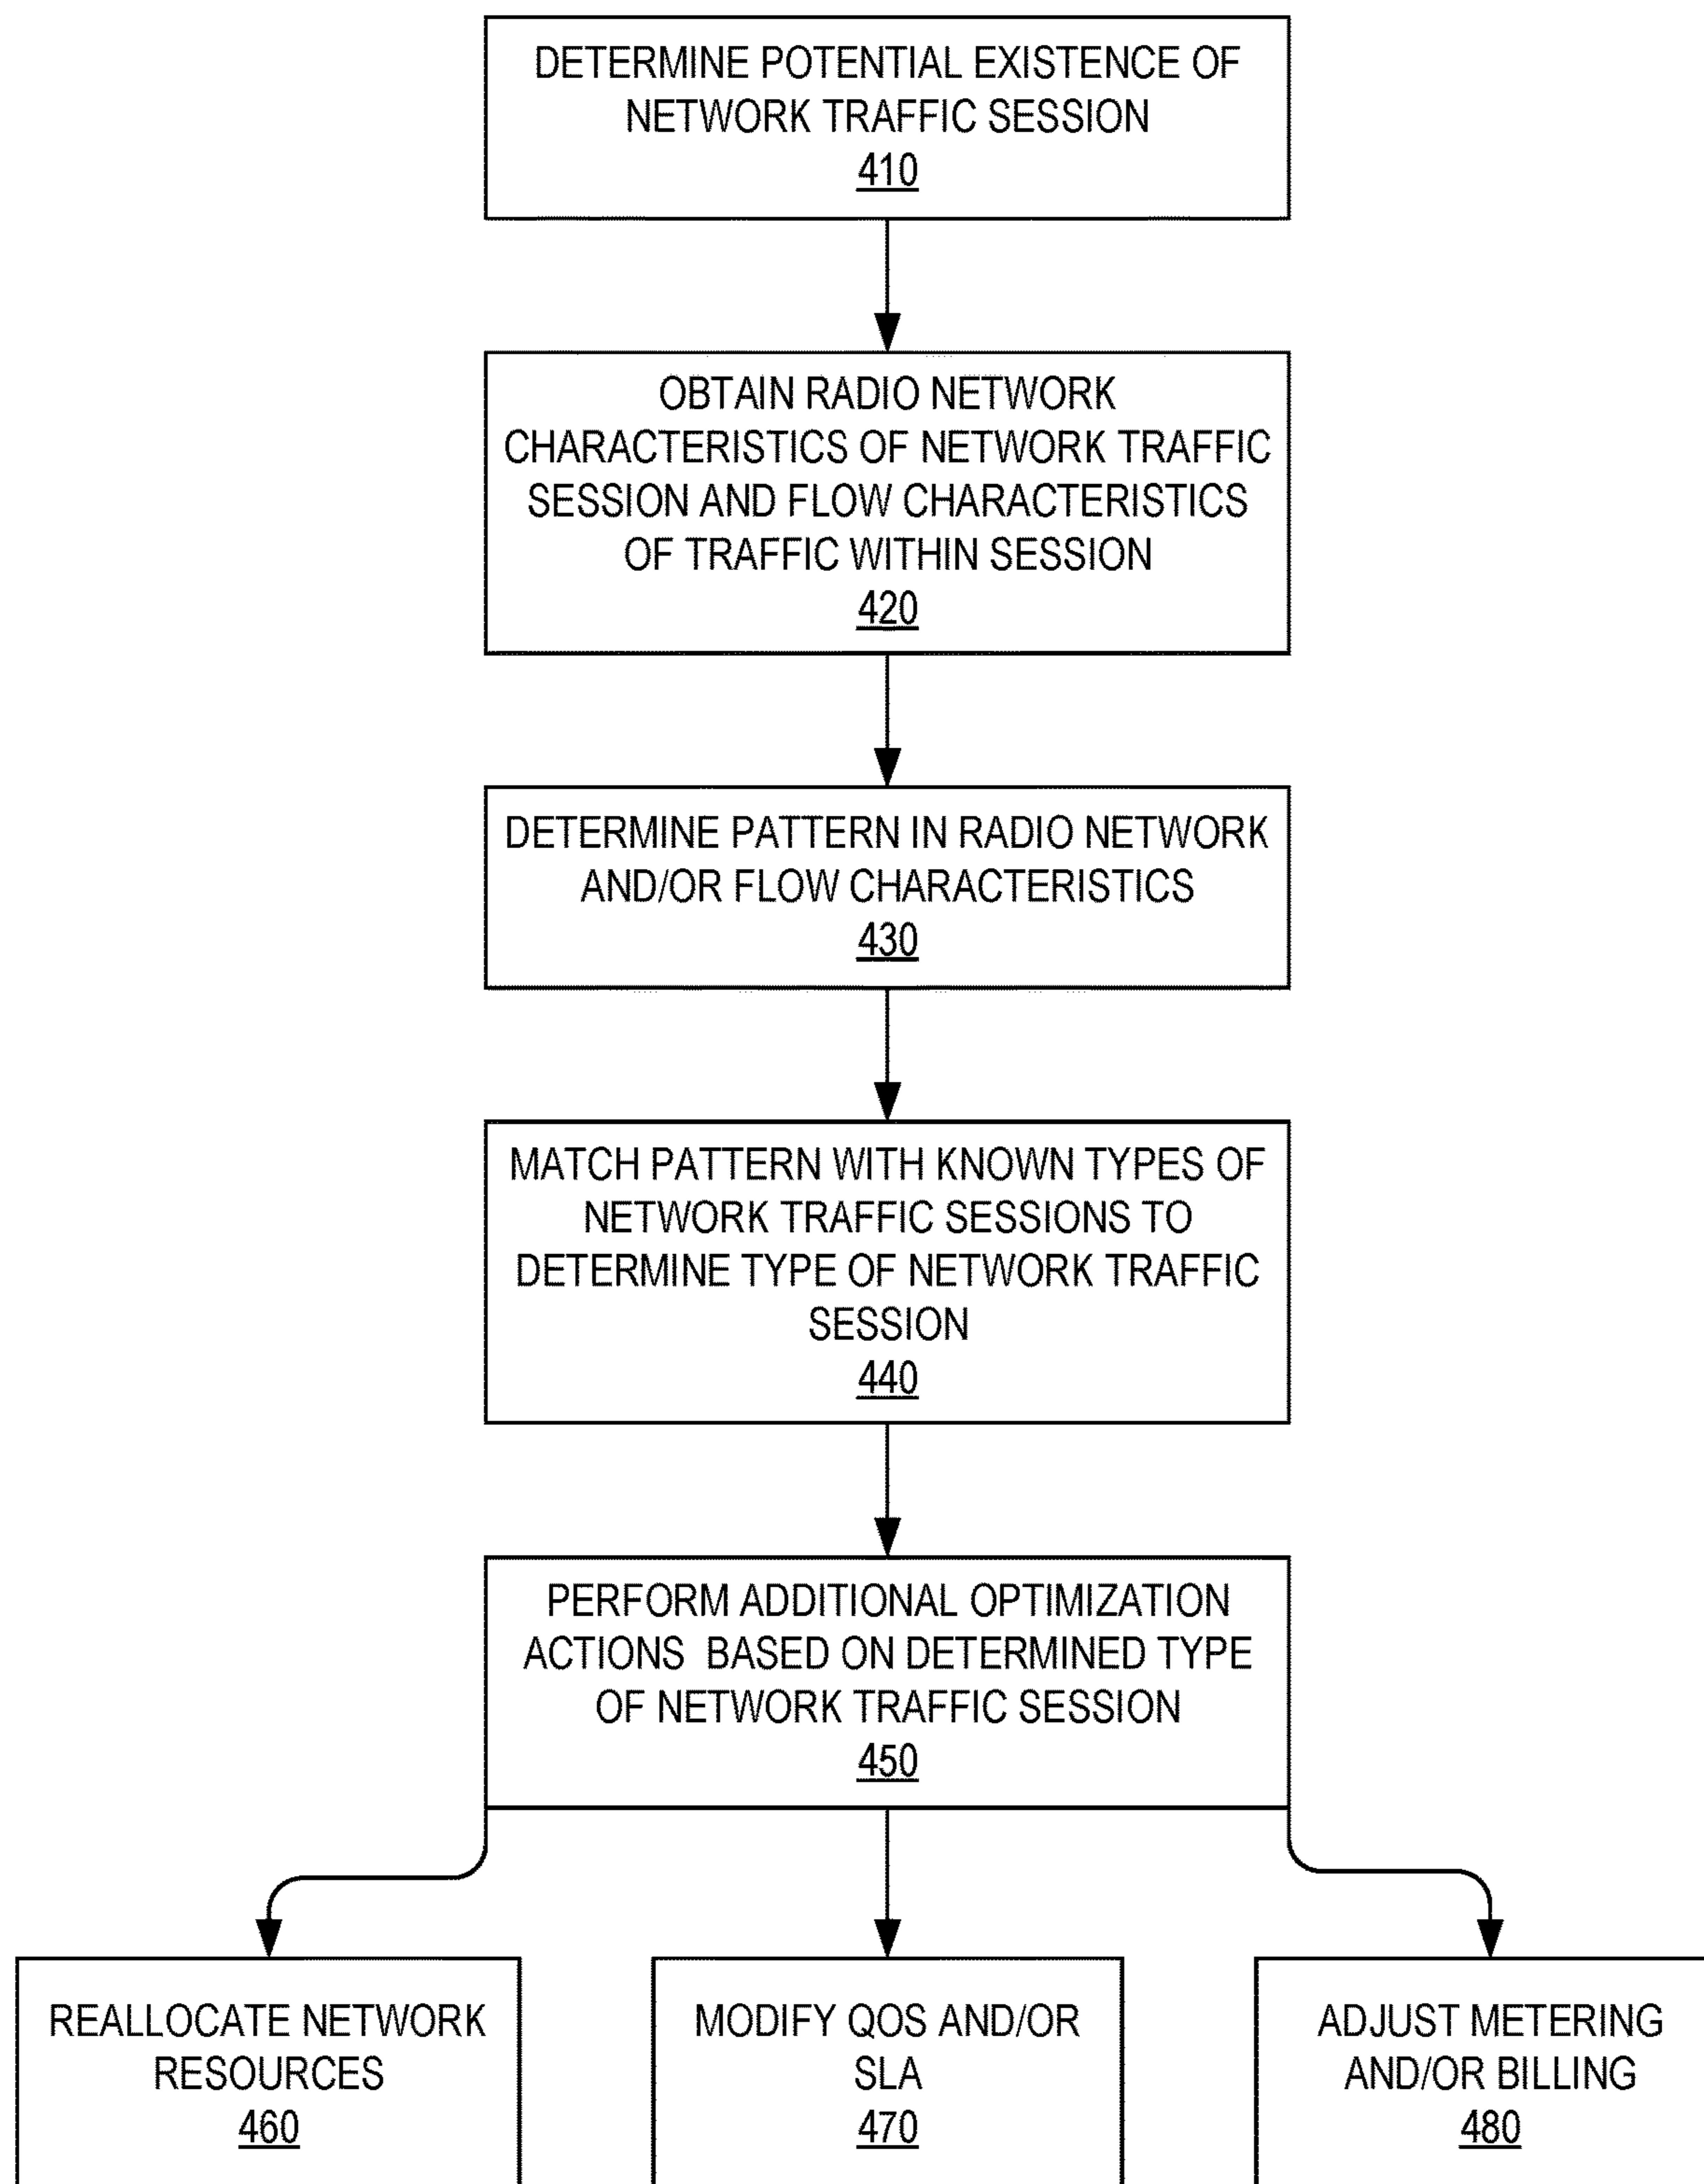 DETERMINE POTENTIAL EXISTENCE OF
NETWORK TRAFFIC SESSION
410
OBTAIN RADIO NETWORK
CHARACTERISTICS OF NETWORK TRAFFIC
SESSION AND FLOW CHARACTERISTICS
OF TRAFFIC WITHIN SESSION
420
DETERMINE PATTERN IN RADIO NETWORK
AND/OR FLOW CHARACTERISTICS
430
MATCH PATTERN WITH KNOWN TYPES OF
NETWORK TRAFFIC SESSIONS TO
DETERMINE TYPE OF NETWORK TRAFFIC
SESSION
440
PERFORM ADDITIONAL OPTIMIZATION
ACTIONS BASED ON DETERMINED TYPE
OF NETWORK TRAFFIC SESSION
450
REALLOCATE NETWORK
RESOURCES
460
MODIFY QOS AND/OR
SLA
470
ADJUST METERING
AND/OR BILLING
480